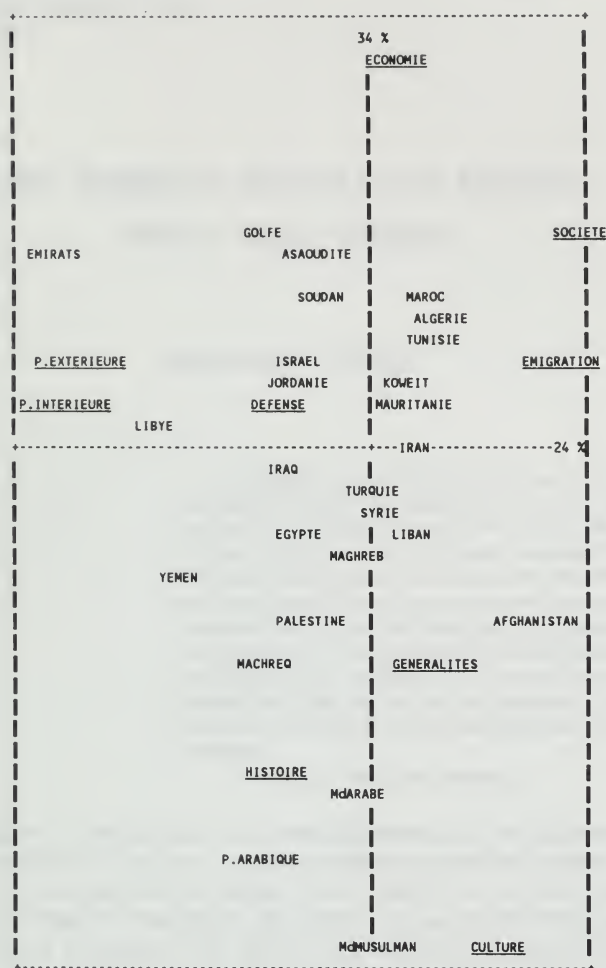 34 %
ECONOMIE
GOLFE SOCIETE
EMIRATS ASAOUDITE
SOUDAN MAROC
ALGERIE
TUNISIE
P.EXTERIEURE ISRAEL EMIGRATION
JORDANIE KOWEIT
P.INTERIEURE DEFENSE MAURITANIE
LIBYE
IRAN 24 %
IRAQ
TURQUIE
SYRIE
EGYPTE LIBAN
MAGHREB
YEMEN
PALESTINE AFGHANISTAN
MACHREQ GENERALITES
HISTOIRE
MdARABE
P.ARABIQUE
MdMUSULMAN CULTURE